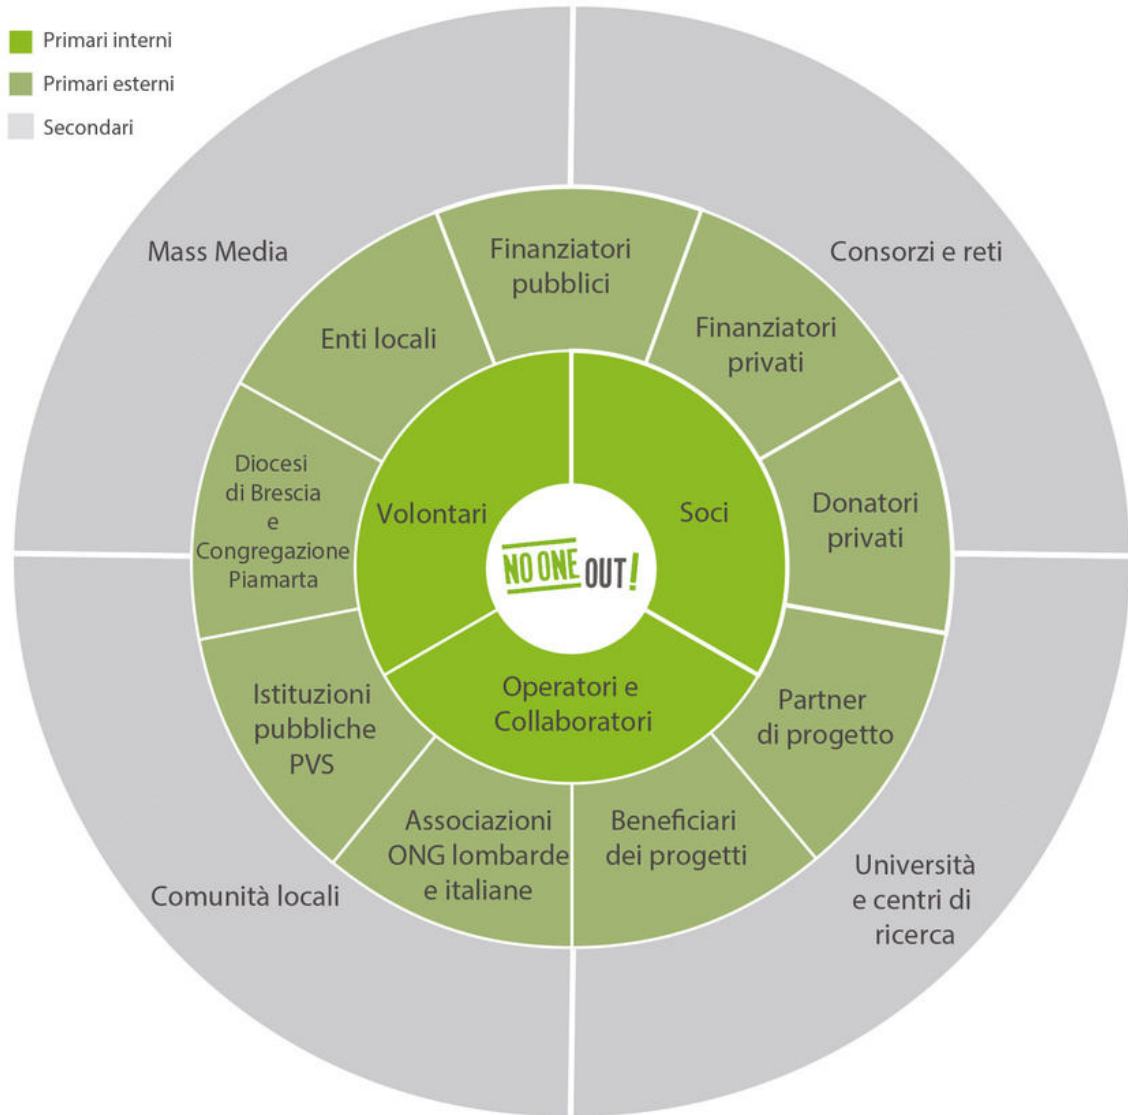 Primari interni
Primari esterni
Secondari
Mass Media
Consorzi e reti
Finanziatori
pubblici
Enti locali
Finanziatori
privati
Diocesi
di Brescia
e
Congregazione
Piamarta
Volontari
Soci
Donatori
privati
NO ONE OUT!
Istituzioni
pubbliche
PVS
Operatori e
Collaboratori
Partner
di progetto
Associazioni
ONG lombarde
e italiane
Beneficiari
dei progetti
Comunità locali
Università
e centri di
ricerca